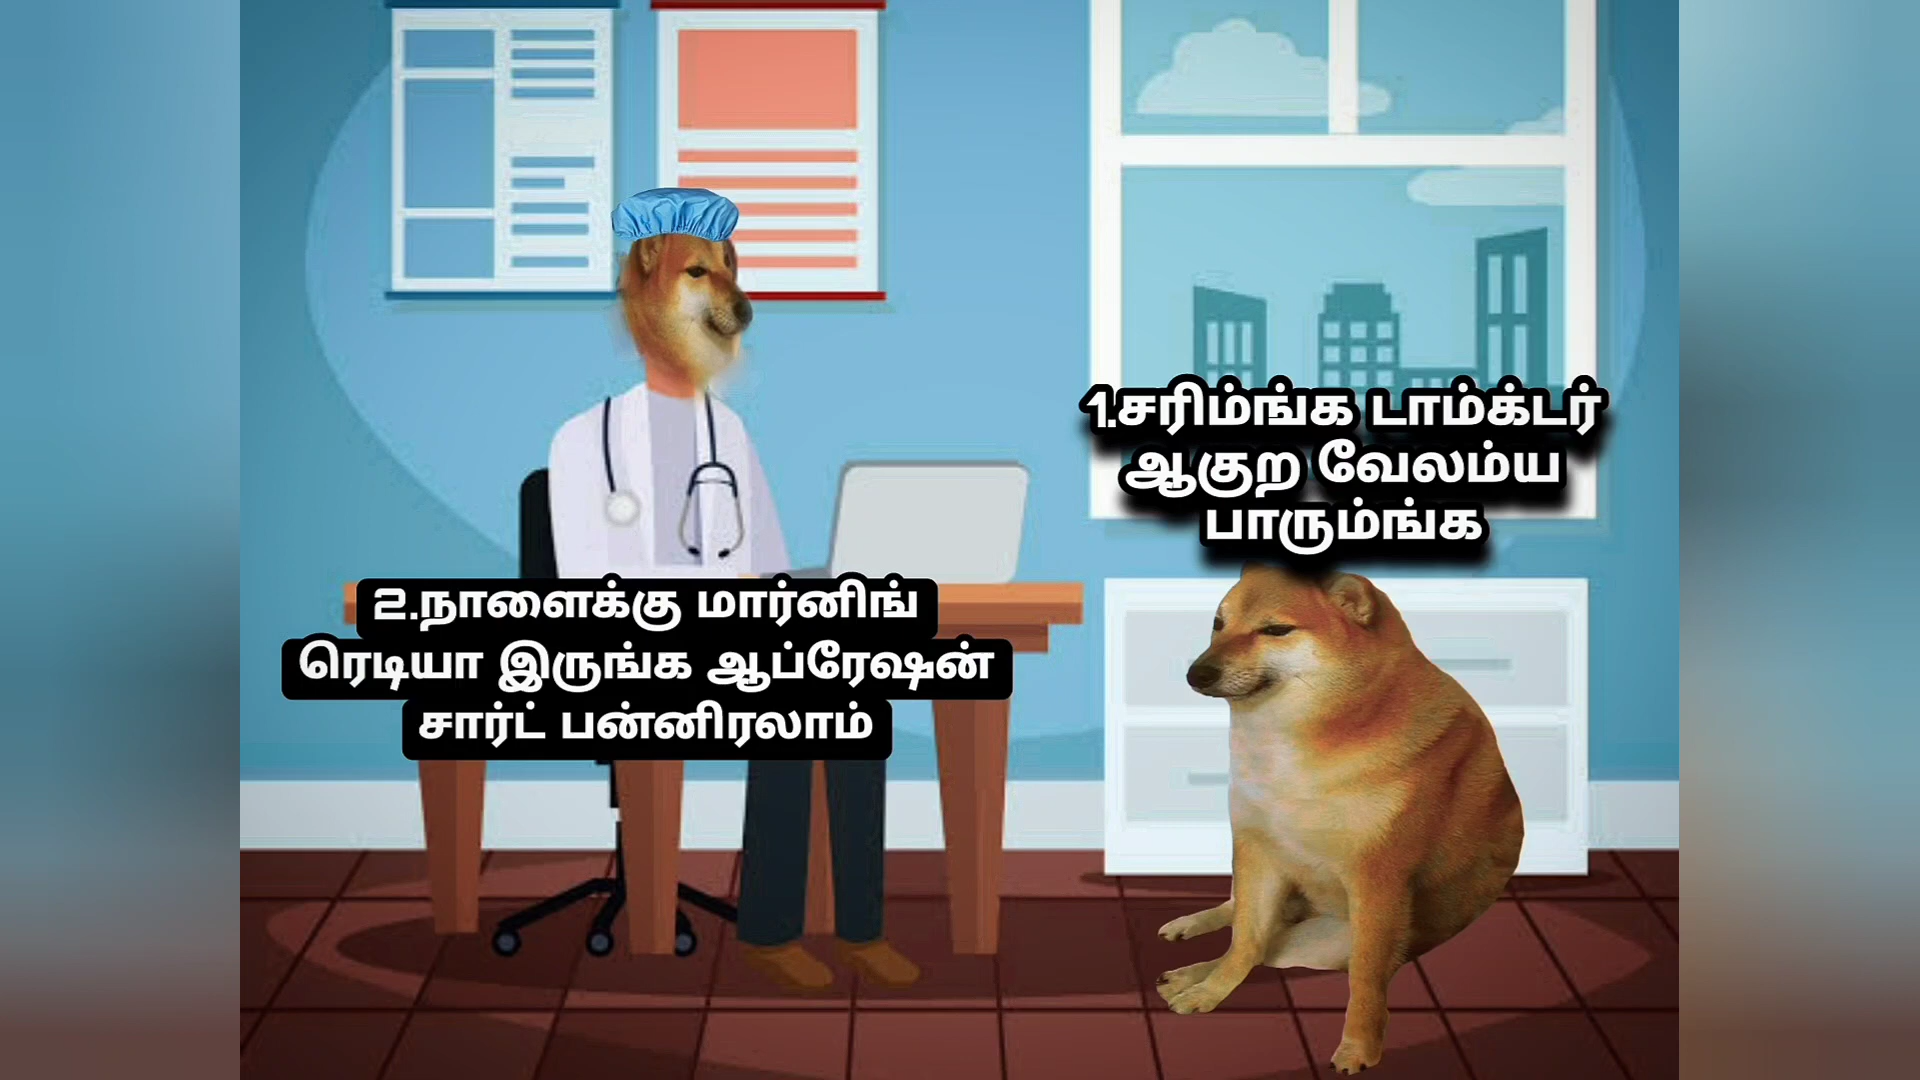 1.சரிம்ங்க டாம்க்டர்
ஆகுற வேலம்ய
பாரும்ங்க
2.நாளைக்கு மார்னிங்
ரெடியா இருங்க ஆப்ரேஷன்
சார்ட் பன்னிரலாம்